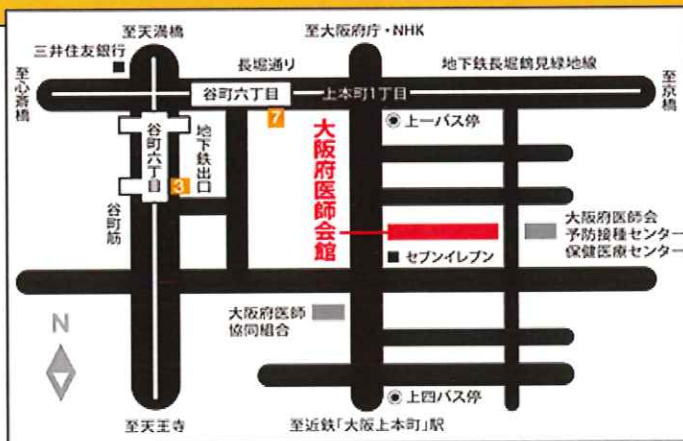 至天満橋
至大阪府庁・NHK
三井住友銀行
長堀通り
地下鉄長堀鶴見緑地線
至心斎橋
谷町六丁目
上本町1丁目
至京橋
7
上一バス停
谷町六丁目
地下鉄出口
3
谷町筋
大阪府医師会館
大阪府医師会
予防接種センター
保健医療センター
セブンイレブン
大阪府医師
協同組合
N
上四バス停
至天王寺
至近鉄「大阪上本町」駅